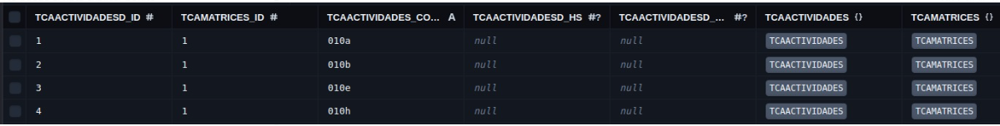 TCAACTIVIDADESD_ID # TCAMATRICES_ID # TCAACTIVIDADES_CO... A TCAACTIVIDADESD_HS #? TCAACTIVIDADESD_... #? TCAACTIVIDADES {} TCAMATRICES {}
1 1 010a null null TCAACTIVIDADES TCAMATRICES
2 1 010b null null TCAACTIVIDADES TCAMATRICES
3 1 010e null null TCAACTIVIDADES TCAMATRICES
4 1 010h null null TCAACTIVIDADES TCAMATRICES